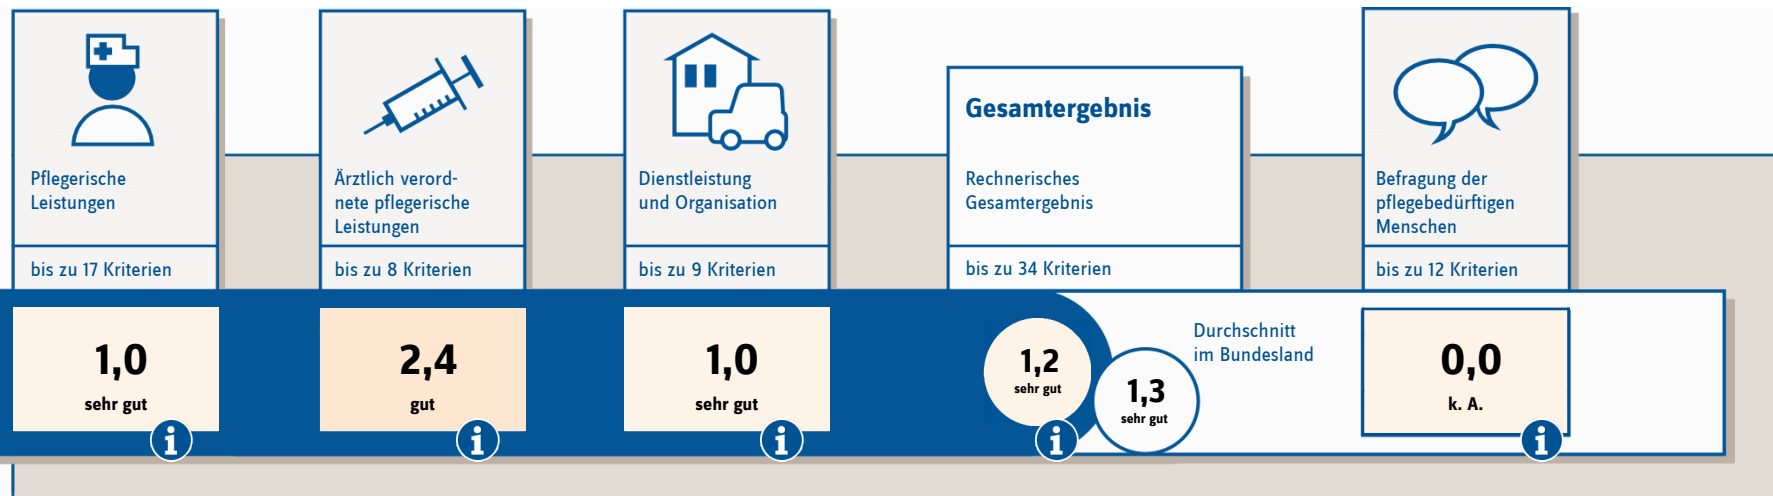 Pflegerische
Leistungen
bis zu 17 Kriterien
1,0
sehr gut
Ärztlich verord-
nete pflegerische
Leistungen
bis zu 8 Kriterien
2,4
gut
Dienstleistung
und Organisation
bis zu 9 Kriterien
1,0
sehr gut
Gesamtergebnis
Rechnerisches
Gesamtergebnis
bis zu 34 Kriterien
1,2
sehr gut
1,3
sehr gut
Durchschnitt
im Bundesland
Befragung der
pflegebedürftigen
Menschen
bis zu 12 Kriterien
0,0
k. A.